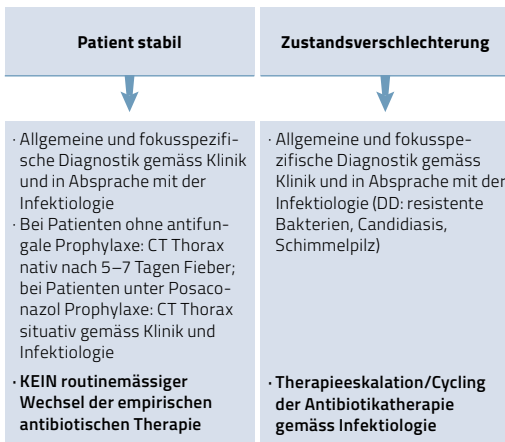 Patient stabil
· Allgemeine und fokusspezifi-
sche Diagnostik gemäss Klinik
und in Absprache mit der
Infektiologie
· Bei Patienten ohne antifun-
gale Prophylaxe: CT Thorax
nativ nach 5–7 Tagen Fieber;
bei Patienten unter Posaco-
nazol Prophylaxe: CT Thorax
situativ gemäss Klinik und
Infektiologie
· KEIN routinemässiger
Wechsel der empirischen
antibiotischen Therapie
Zustandsverschlechterung
· Allgemeine und fokusspe-
zifische Diagnostik gemäss
Klinik und in Absprache mit der
Infektiologie (DD: resistente
Bakterien, Candidiasis,
Schimmelpilz)
· Therapieeskalation/Cycling
der Antibiotikatherapie
gemäss Infektiologie